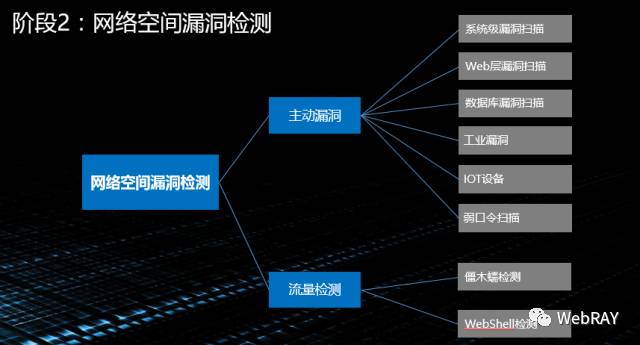 阶段2：网络空间漏洞检测
系统级漏洞扫描
Web层漏洞扫描
主动漏洞
数据库漏洞扫描
工业漏洞
网络空间漏洞检测
IOT设备
弱口令扫描
流量检测
僵木蠕检测
WebShell检测
WebRAY